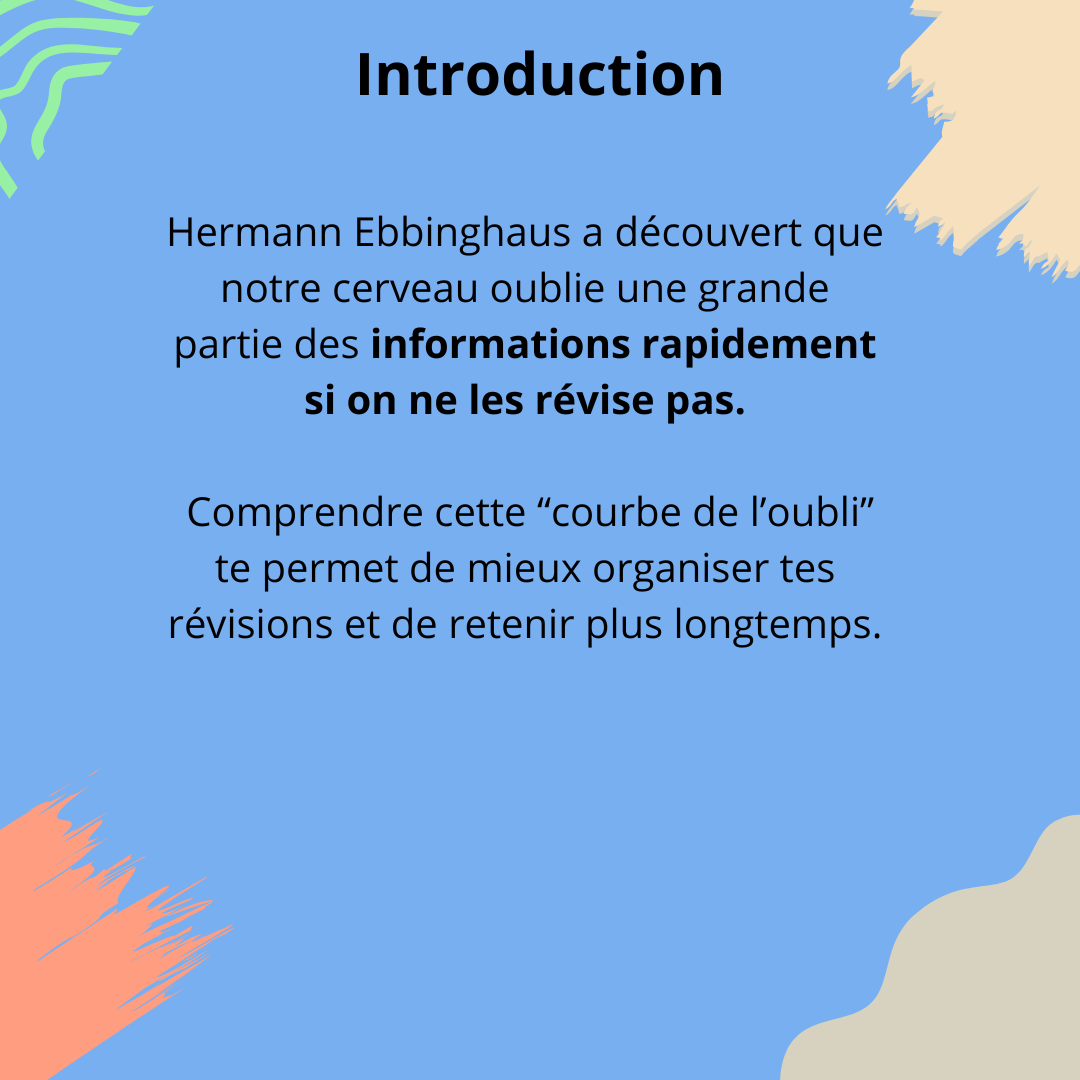 Introduction
Hermann Ebbinghaus a découvert que
notre cerveau oublie une grande
partie des informations rapidement
si on ne les révise pas.
Comprendre cette “courbe de l’oubli”
te permet de mieux organiser tes
révisions et de retenir plus longtemps.